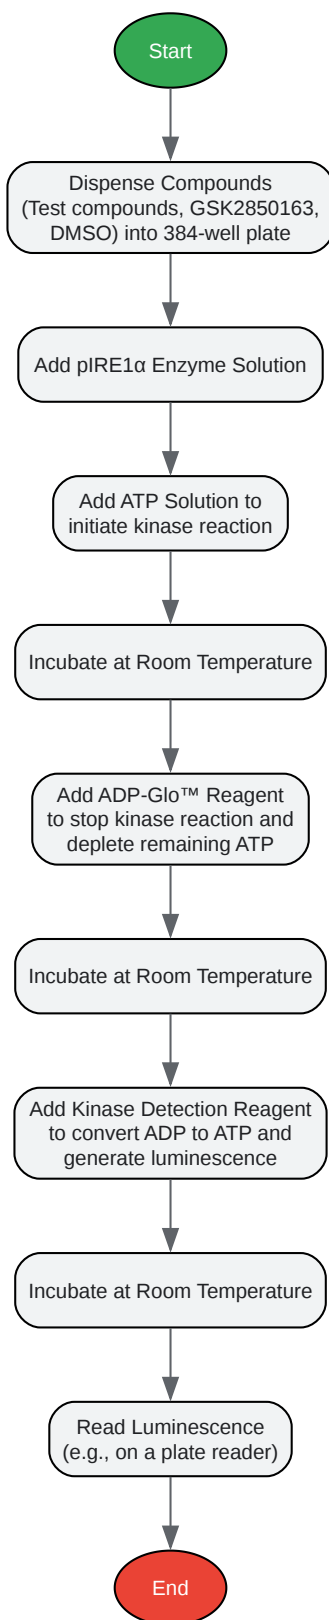 Start
Dispense Compounds
(Test compounds, GSK2850163,
DMSO) into 384-well plate
Add pIRE1α Enzyme Solution
Add ATP Solution to
initiate kinase reaction
Incubate at Room Temperature
Add ADP-Glo™ Reagent
to stop kinase reaction and
deplete remaining ATP
Incubate at Room Temperature
Add Kinase Detection Reagent
to convert ADP to ATP and
generate luminescence
Incubate at Room Temperature
Read Luminescence
(e.g., on a plate reader)
End